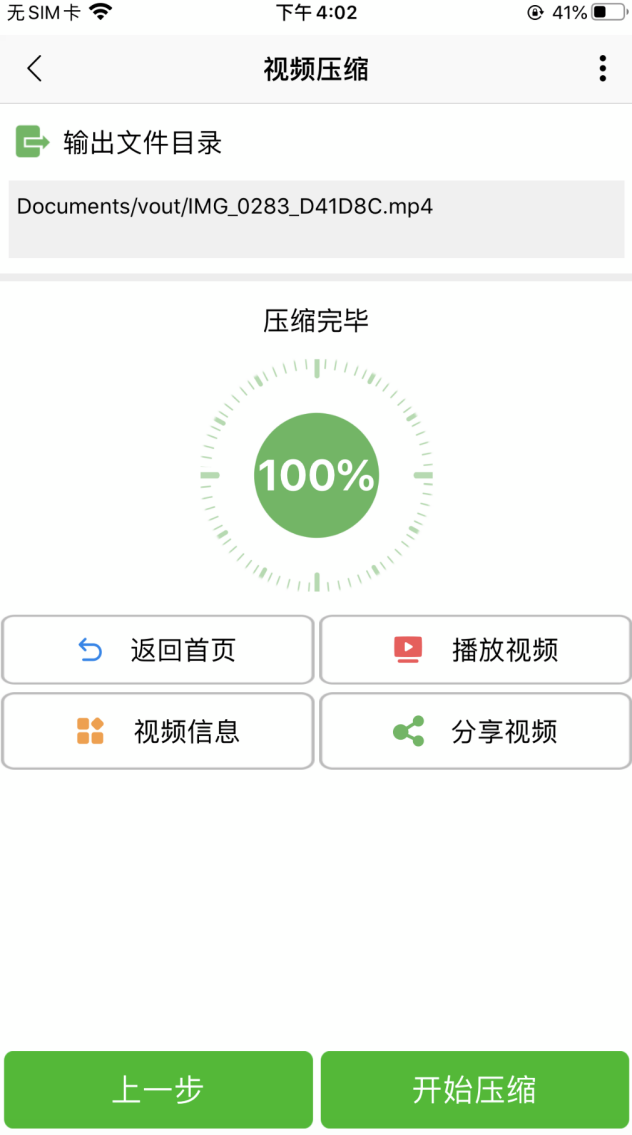 无SIM卡 下午4:02 41%
视频压缩
输出文件目录
Documents/vout/IMG_0283_D41D8C.mp4
压缩完毕
100%
返回首页 播放视频
视频信息 分享视频
上一步 开始压缩